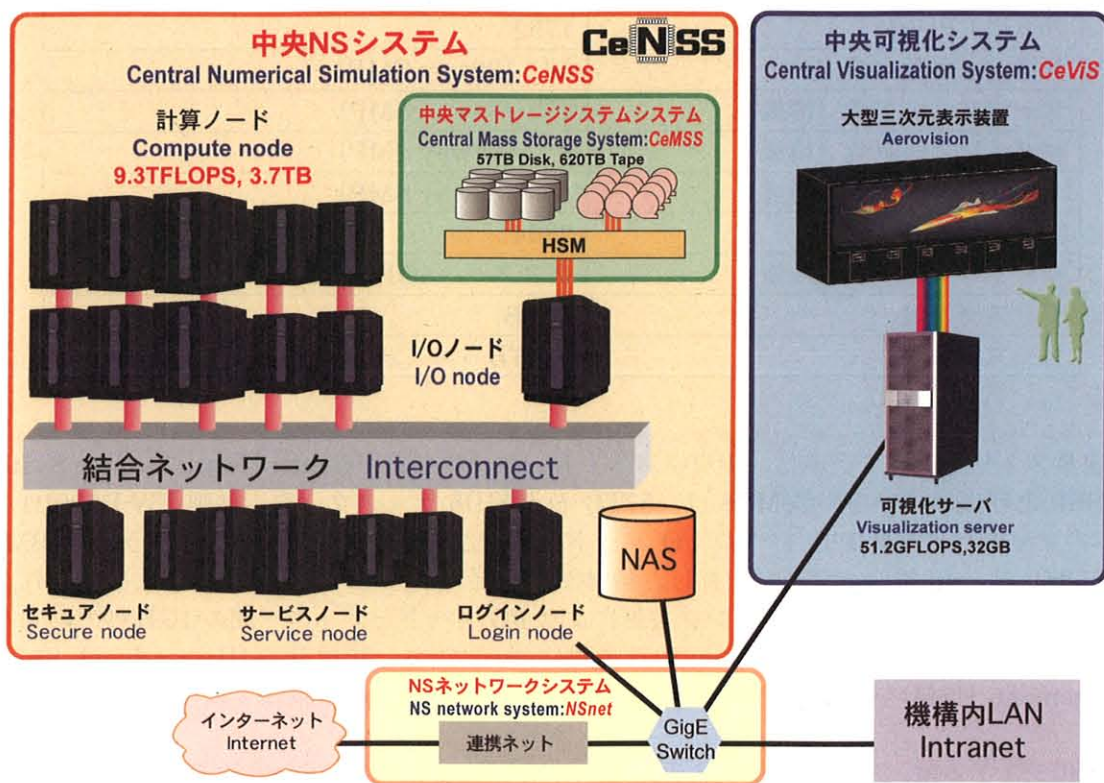 中央NSシステム
CeNSS
Central Numerical Simulation System:CeNSS
計算ノード
Compute node
9.3TFLOPS, 3.7TB
中央マストレージシステムシステム
Central Mass Storage System:CeMSS
57TB Disk, 620TB Tape
HSM
I/Oノード
I/O node
結合ネットワーク Interconnect
セキュアノード
Secure node
サービスノード
Service node
ログインノード
Login node
NAS
中央可視化システム
Central Visualization System:CeViS
大型三次元表示装置
Aerovision
可視化サーバ
Visualization server
51.2GFLOPS,32GB
NSネットワークシステム
NS network system:NSnet
インターネット
Internet
連携ネット
GigE
Switch
機構内LAN
Intranet